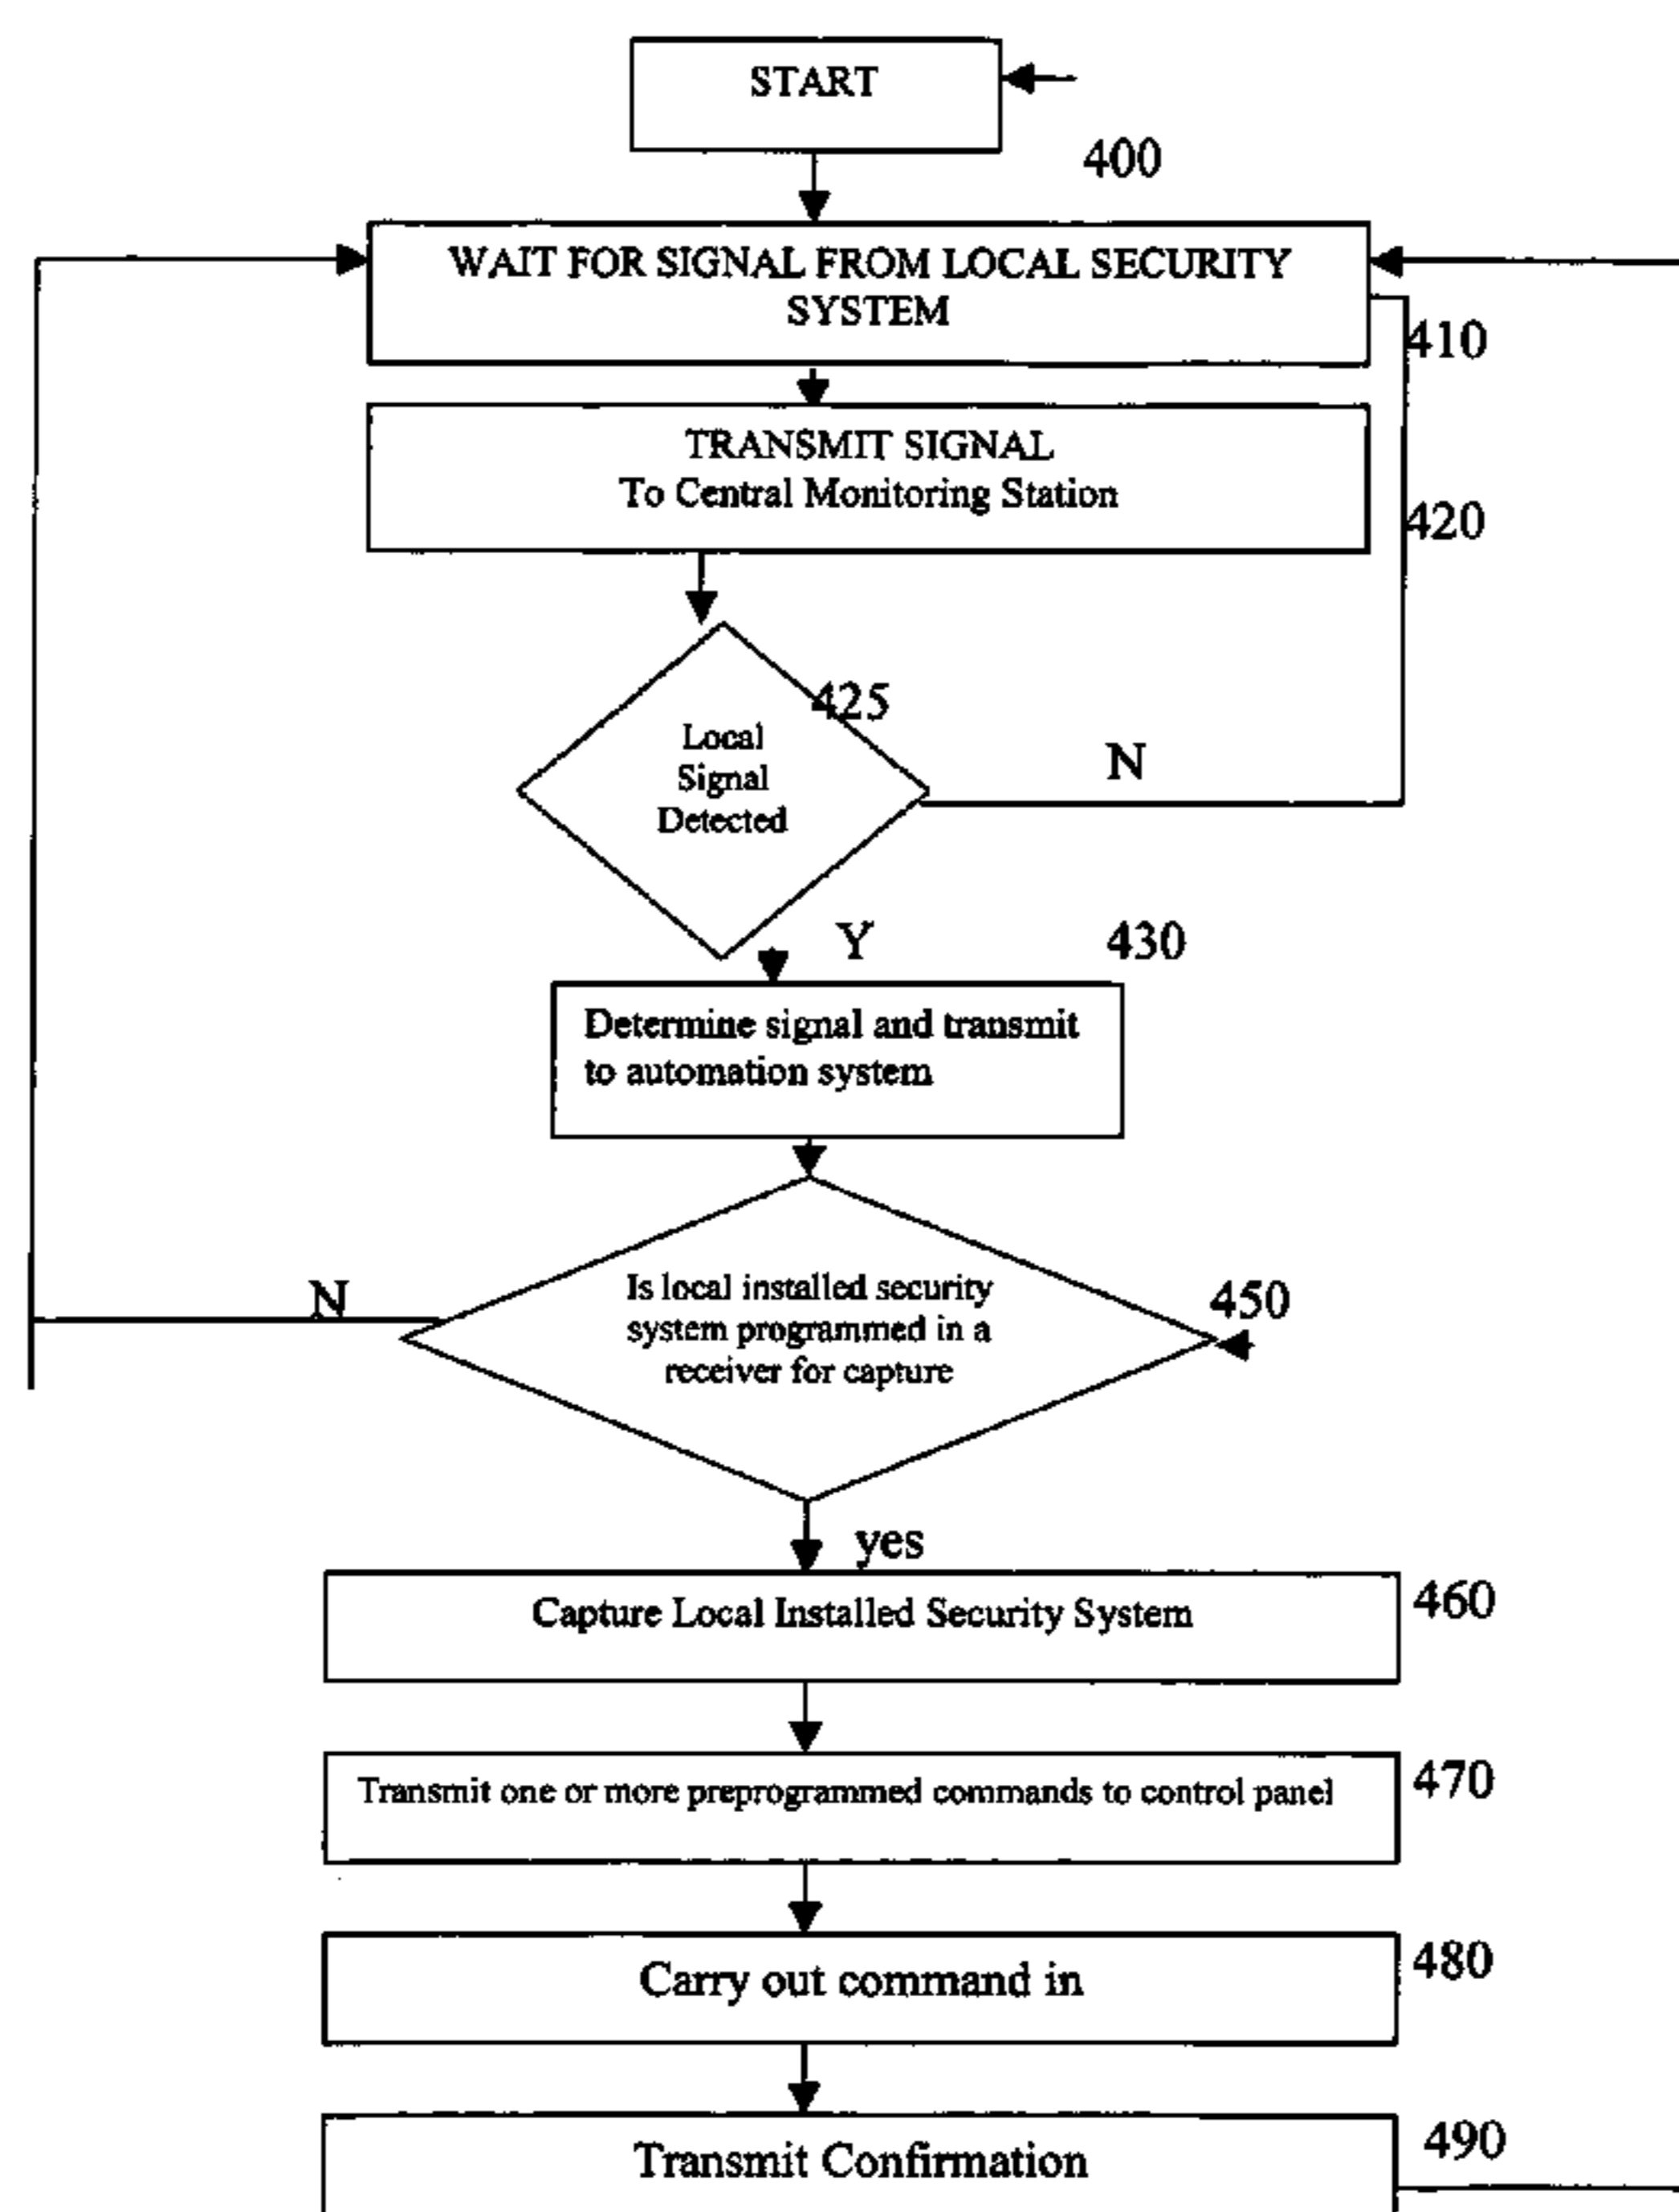 START
400
WAIT FOR SIGNAL FROM LOCAL SECURITY
SYSTEM
410
TRANSMIT SIGNAL
To Central Monitoring Station
420
425
Local
Signal
Detected
N
Y
430
Determine signal and transmit
to automation system
N
Is local installed security
system programmed in a
receiver for capture
450
yes
Capture Local Installed Security System
460
Transmit one or more preprogrammed commands to control panel
470
Carry out command in
480
Transmit Confirmation
490